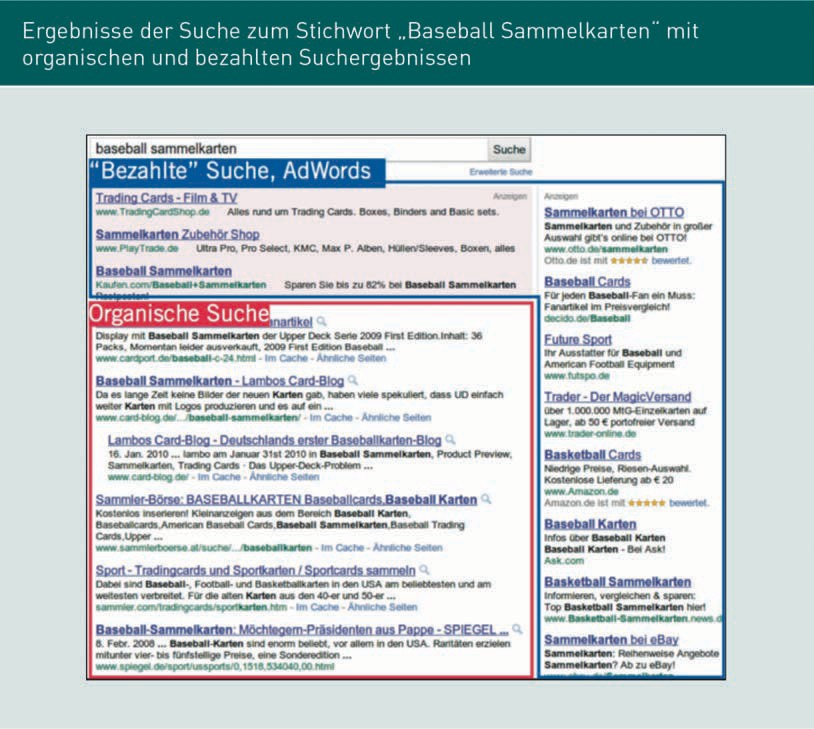 Ergebnisse der Suche zum Stichwort „Baseball Sammelkarten“ mit
organischen und bezahlten Suchergebnissen
baseball sammelkarten
Suche
“Bezahlte” Suche, AdWords
Erweiterte Suche
Trading Cards - Film & TV
Anzeigen
www.TradingCardShop.de Alles rund um Trading Cards. Boxes, Binders and Basic sets.
Sammelkarten Zubehör Shop
www.PlayTrade.de Ultra Pro, Pro Select, KMC, Max P. Alben, Hüllen/Sleeves, Boxen, alles
Baseball Sammelkarten
Kaufen.com/Baseball+Sammelkarten Sparen Sie bis zu 82% bei Baseball Sammelkarten
Restposten!
Organische Suche
fanartikel
Display mit Baseball Sammelkarten der Upper Deck Serie 2009 First Edition.Inhalt: 36
Packs, Momentan leider ausverkauft, 2009 First Edition Baseball ...
www.cardport.de/baseball-c-24.html - Im Cache - Ähnliche Seiten
Baseball Sammelkarten - Lambos Card-Blog
Da es lange Zeit keine Bilder der neuen Karten gab, haben viele spekuliert, dass UD einfach
weiter Karten mit Logos produzieren und es auf ein ...
www.card-blog.de/.../baseball-sammelkarten/ - Im Cache - Ähnliche Seiten
Lambos Card-Blog - Deutschlands erster Baseballkarten-Blog
16. Jan. 2010 ... lambo am Januar 31st 2010 in Baseball Sammelkarten, Product Preview,
Sammelkarten, Trading Cards · Das Upper-Deck-Problem ...
www.card-blog.de/ - Im Cache - Ähnliche Seiten
Sammler-Börse: BASEBALLKARTEN Baseballcards,Baseball Karten
Kostenlos inserieren! Kleinanzeigen aus dem Bereich Baseball Karten,
Baseballcards,American Baseball Cards,Baseball Sammelkarten,Baseball Trading
Cards,Upper ...
www.sammlerboerse.at/suche/.../baseballkarten - Im Cache - Ähnliche Seiten
Sport - Tradingcards und Sportkarten / Sportcards sammeln
Dabei sind Baseball-, Football- und Basketballkarten in den USA am beliebtesten und am
weitesten verbreitet. Für die alten Karten aus den 40-er und 50-er ...
sammler.com/tradingcards/sportkarten.htm - Im Cache - Ähnliche Seiten
Baseball-Sammelkarten: Möchtegern-Präsidenten aus Pappe - SPIEGEL ...
8. Febr. 2008 ... Baseball-Karten sind enorm beliebt, vor allem in den USA. Raritäten erzielen
mitunter vier- bis fünfstellige Preise, eine Sonderedition ...
www.spiegel.de/sport/ussports/0,1518,534040,00.html
Anzeigen
Sammelkarten bei OTTO
Sammelkarten und Zubehör in großer
Auswahl gibt's online bei OTTO!
www.otto.de/sammelkarten
Otto.de ist mit ★★★★★ bewertet.
Baseball Cards
Für jeden Baseball-Fan ein Muss:
Fanartikel im Preisvergleich!
decido.de/Baseball
Future Sport
Ihr Ausstatter für Baseball und
American Football Equipment
www.futspo.de
Trader - Der MagicVersand
über 1.000.000 MtG-Einzelkarten auf
Lager, ab 50 € portofreier Versand
www.trader-online.de
Basketball Cards
Niedrige Preise, Riesen-Auswahl.
Kostenlose Lieferung ab € 20
www.Amazon.de
Amazon.de ist mit ★★★★★ bewertet.
Baseball Karten
Infos über Baseball Karten
Baseball Karten - Bei Ask!
Ask.com
Basketball Sammelkarten
Informieren, vergleichen & sparen:
Top Basketball Sammelkarten hier!
www.Basketball-Sammelkarten.news.d
Sammelkarten bei eBay
Sammelkarten: Reihenweise Angebote
Sammelkarten? Ab zu eBay!